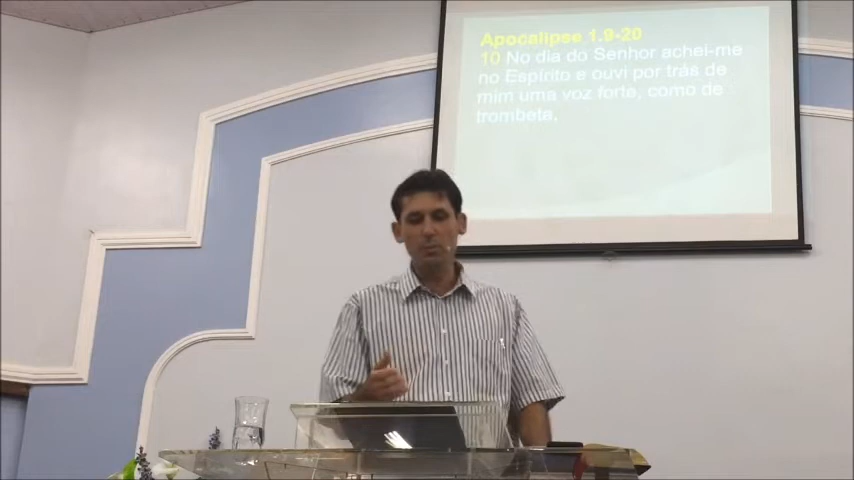 Apocalipse 1.9-20
10 No dia do Senhor achei-me
no Espírito e ouvi por trás de
mim uma voz forte, como de
trombeta,